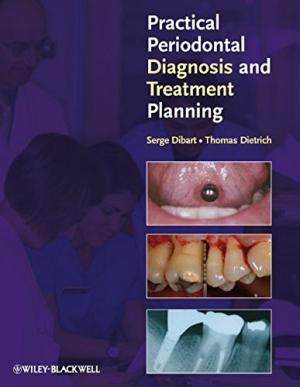 Practical
Periodontal
Diagnosis and
Treatment
Planning
Serge Dibart • Thomas Dietrich
WILEY-BLACKWELL